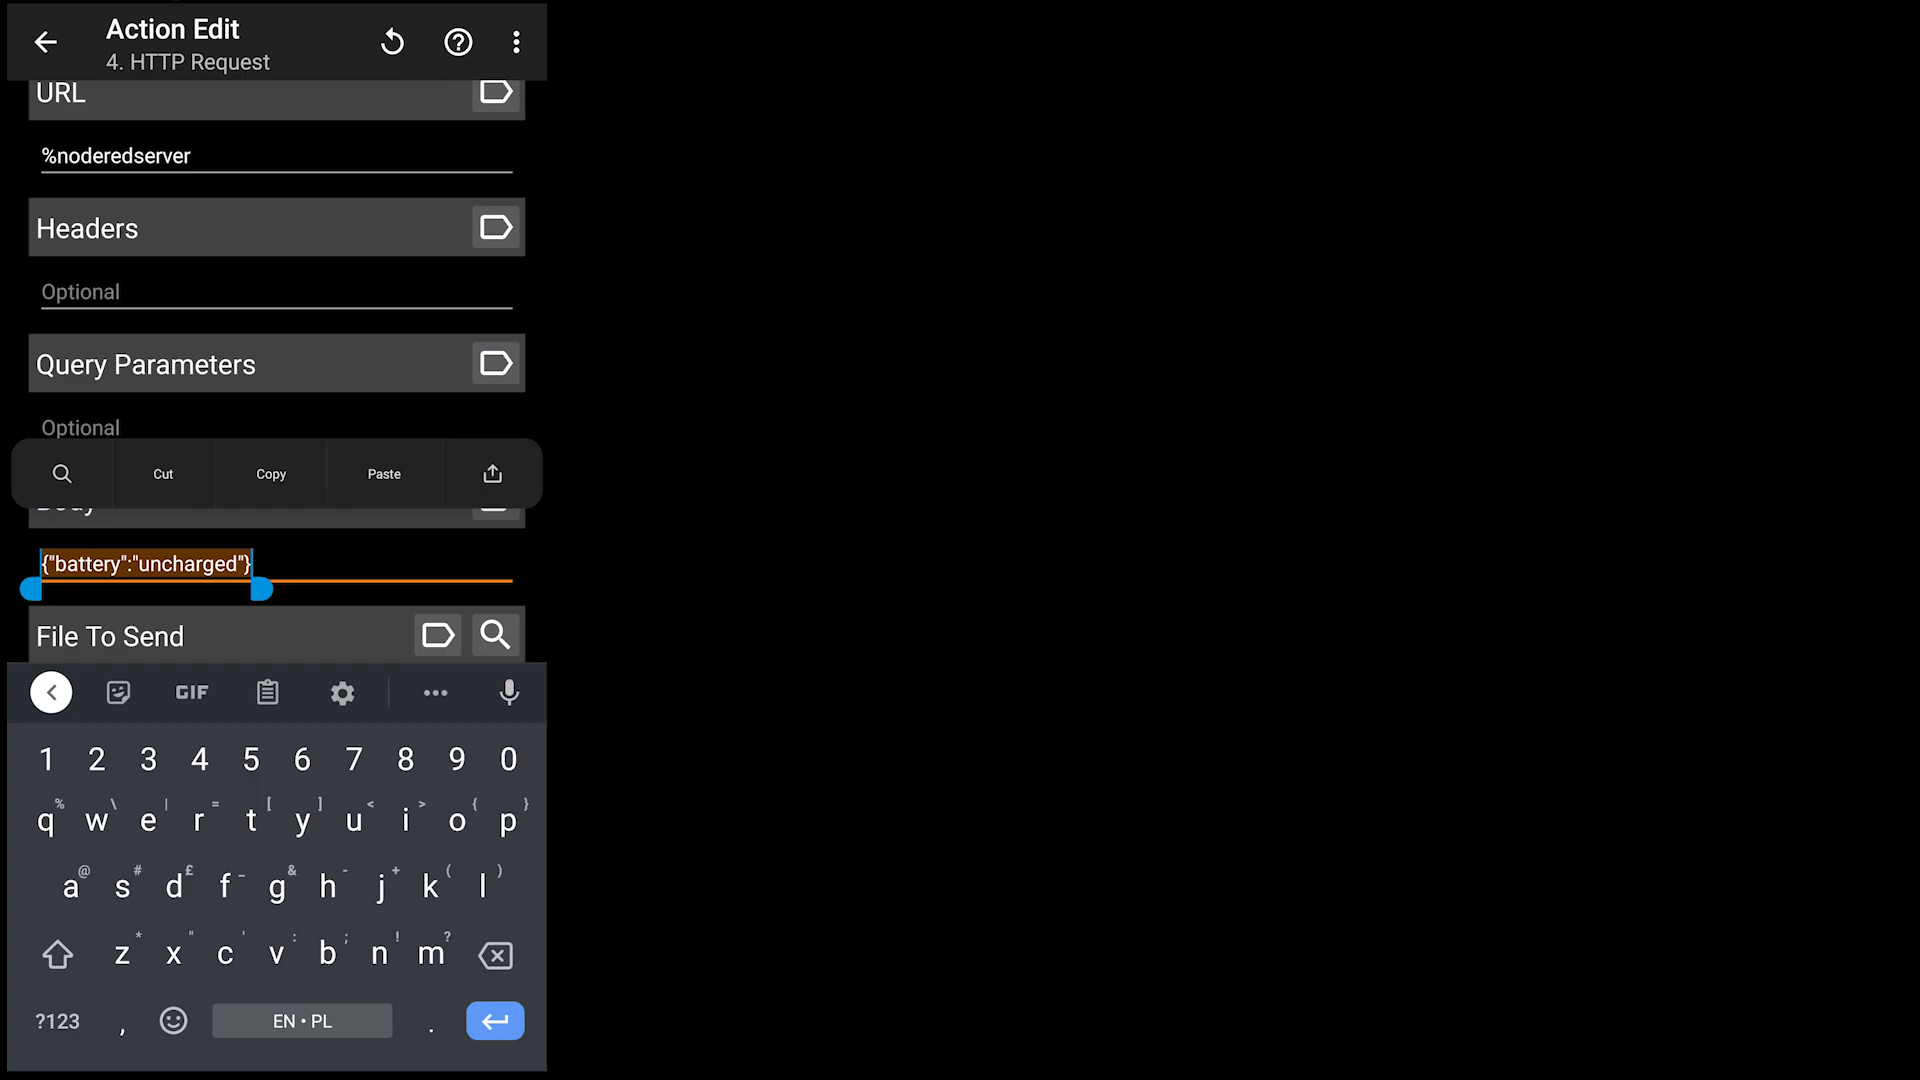 Action Edit
4. HTTP Request
URL
%noderedserver
Headers
Optional
Query Parameters
Optional
Cut Copy Paste
Body
{"battery":"uncharged"}
File To Send
GIF
1 2 3 4 5 6 7 8 9 0
% \ | = [ ] < > { }
q w e r t y u i o p
@ # £ _ & - + ( )
a s d f g h j k l
* " ' : ; ! ?
z x c v b n m
?123 , EN • PL .